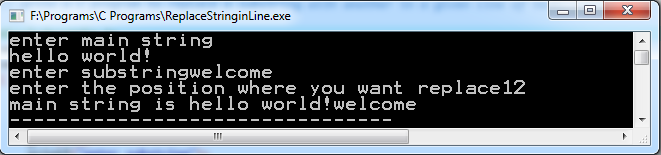 F:\Programs\C Programs\ReplaceStringinLine.exe
enter main string
hello world!
enter substringwelcome
enter the position where you want replace12
main string is hello world!welcome
--------------------------------